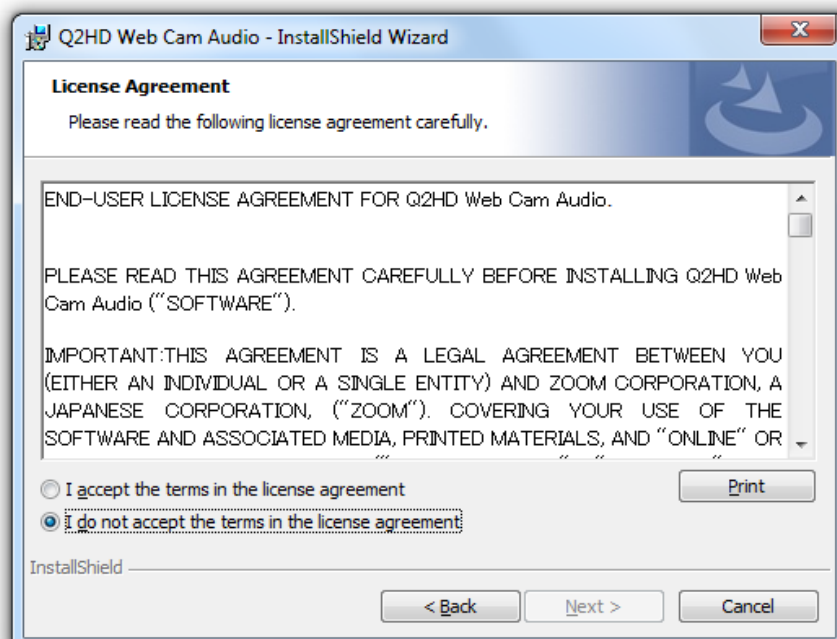 Q2HD Web Cam Audio - InstallShield Wizard
License Agreement
Please read the following license agreement carefully.
END-USER LICENSE AGREEMENT FOR Q2HD Web Cam Audio.
PLEASE READ THIS AGREEMENT CAREFULLY BEFORE INSTALLING Q2HD Web
Cam Audio ("SOFTWARE").
IMPORTANT:THIS AGREEMENT IS A LEGAL AGREEMENT BETWEEN YOU
(EITHER AN INDIVIDUAL OR A SINGLE ENTITY) AND ZOOM CORPORATION, A
JAPANESE CORPORATION, ("ZOOM"). COVERING YOUR USE OF THE
SOFTWARE AND ASSOCIATED MEDIA, PRINTED MATERIALS, AND "ONLINE" OR
I accept the terms in the license agreement
Print
I do not accept the terms in the license agreement
InstallShield
< Back
Next >
Cancel